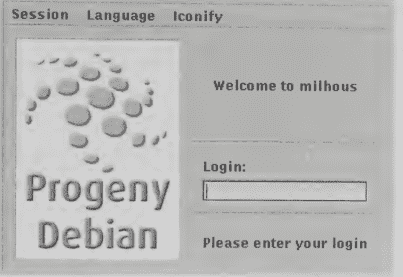 Session Language Iconify
Welcome to milhous
Login:
Progeny
Debian
Please enter your login